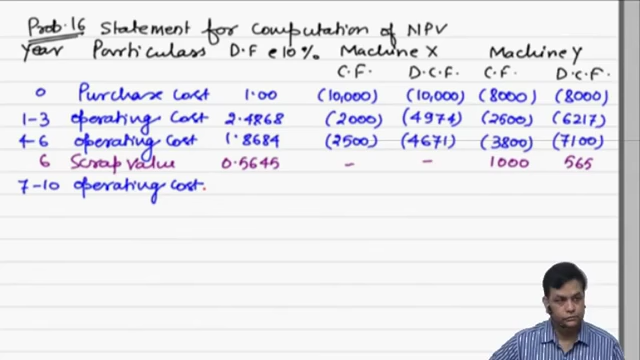 Prob.16 Statement for Computation of NPV
Year Particulars D.F @ 10% Machine X Machine Y
C.F. D.C.F. C.F. D.C.F.
0 Purchase Cost 1.00 (10,000) (10,000) (8000) (8000)
1-3 operating Cost 2.4868 (2000) (4974) (2500) (6217)
4-6 operating Cost 1.8684 (2500) (4671) (3800) (7100)
6 Scrap Value 0.5645 - - 1000 565
7-10 operating Cost.